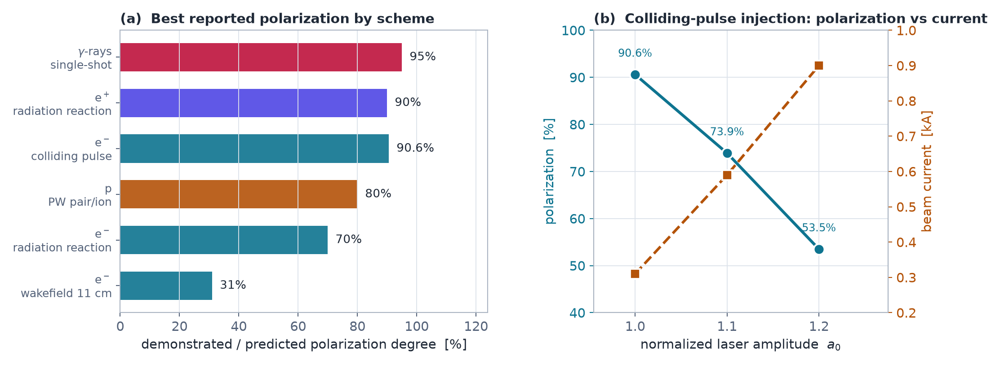 (a)  Best reported polarization by scheme
γ-rays
single-shot
95%
e⁺
radiation reaction
90%
e⁻
colliding pulse
90.6%
p
PW pair/ion
80%
e⁻
radiation reaction
70%
e⁻
wakefield 11 cm
31%
0 20 40 60 80 100 120
demonstrated / predicted polarization degree  [%]
(b)  Colliding-pulse injection: polarization vs current
polarization  [%]
100
90
80
70
60
50
40
90.6%
73.9%
53.5%
1.0
0.9
0.8
0.7
0.6
0.5
0.4
0.3
0.2
beam current  [kA]
1.0 1.1 1.2
normalized laser amplitude  a₀